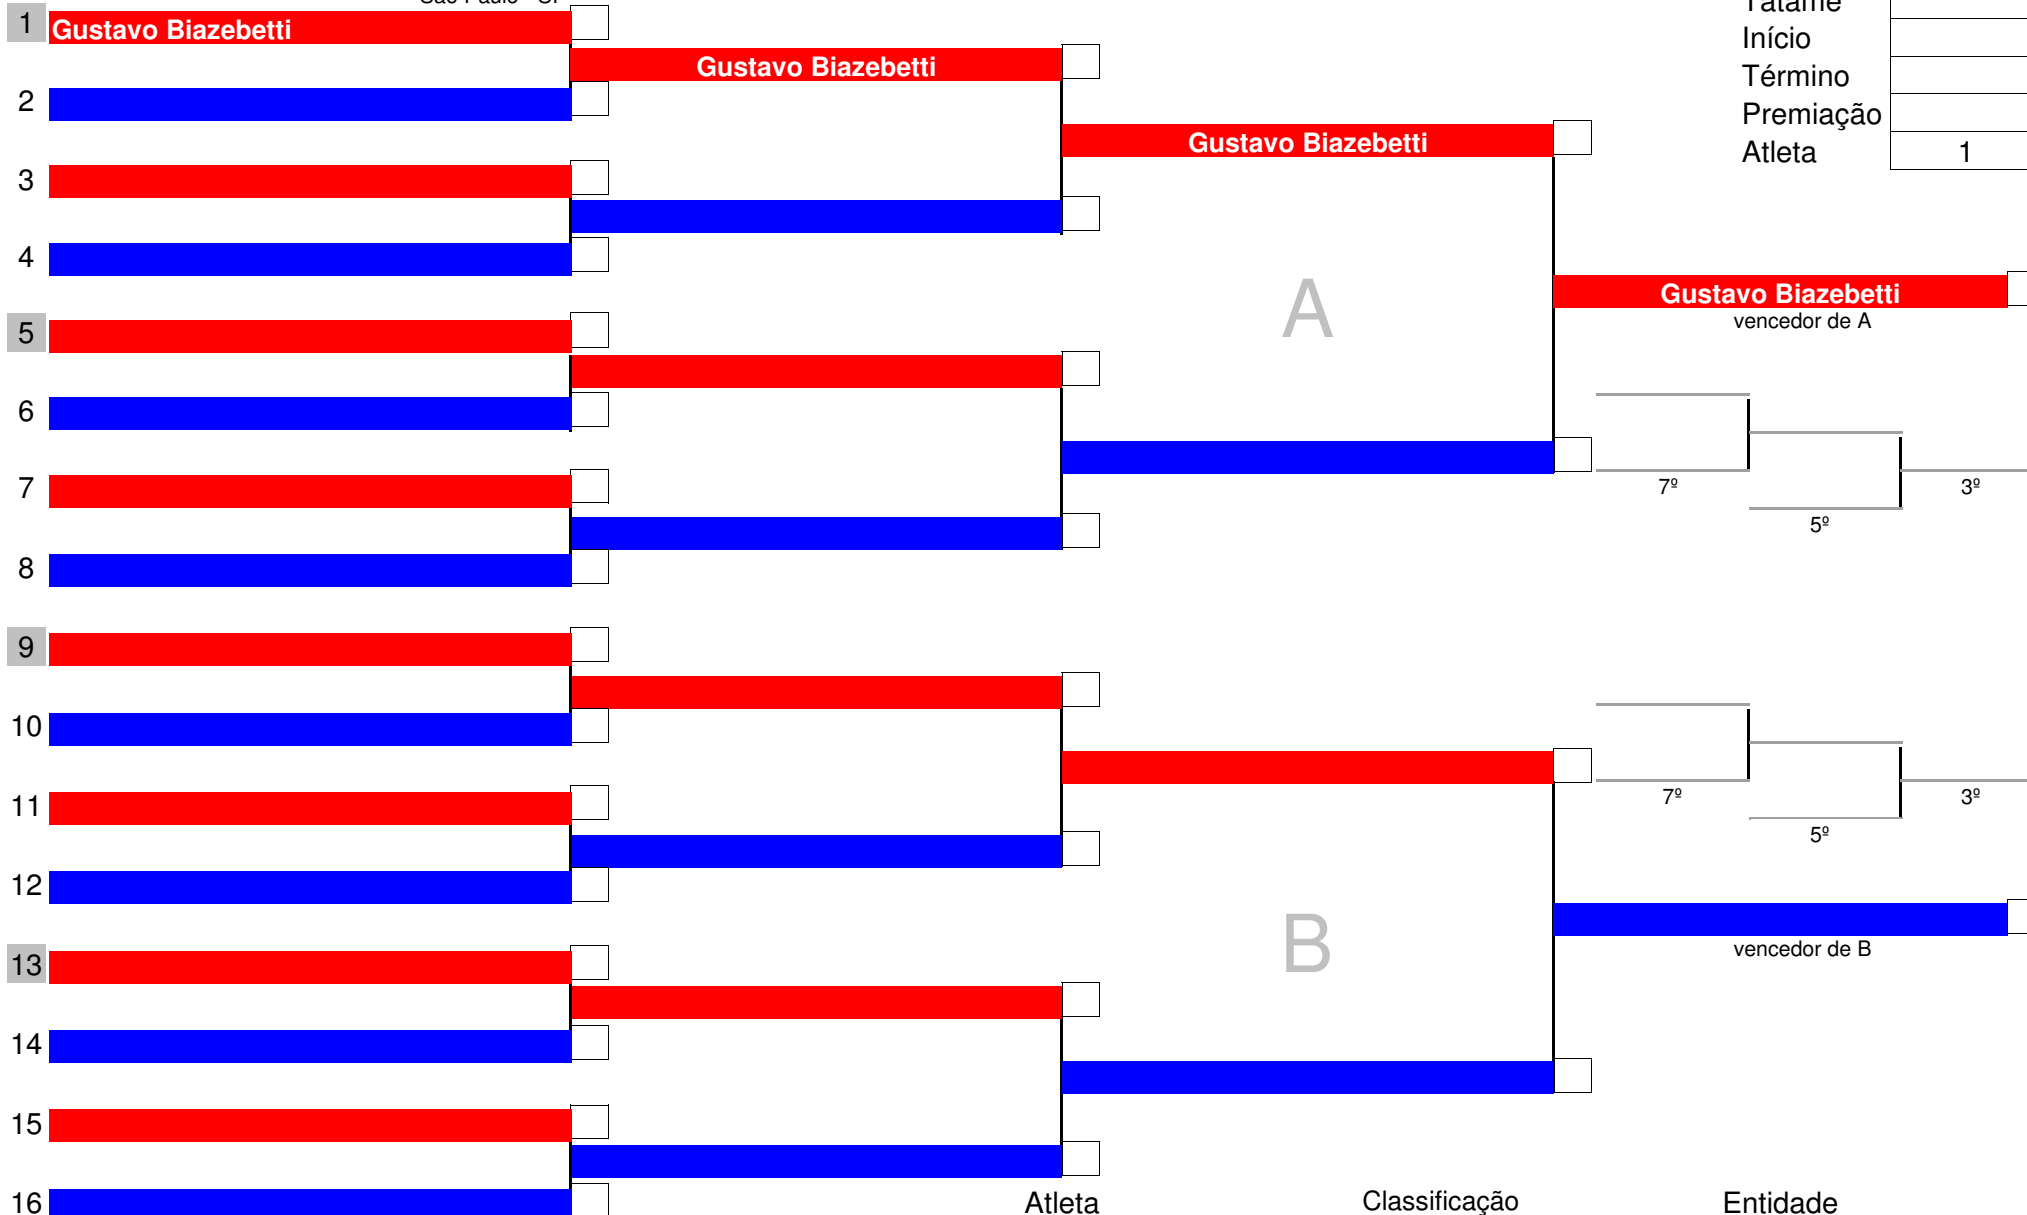 1 Gustavo Biazebetti
Gustavo Biazebetti
2
Início
Término
Premiação
Gustavo Biazebetti
Atleta 1
3
4
A
Gustavo Biazebetti
vencedor de A
5
6
7
7º 3º
5º
8
9
10
11
7º 3º
5º
12
B
vencedor de B
13
14
15
16
Atleta Classificação Entidade